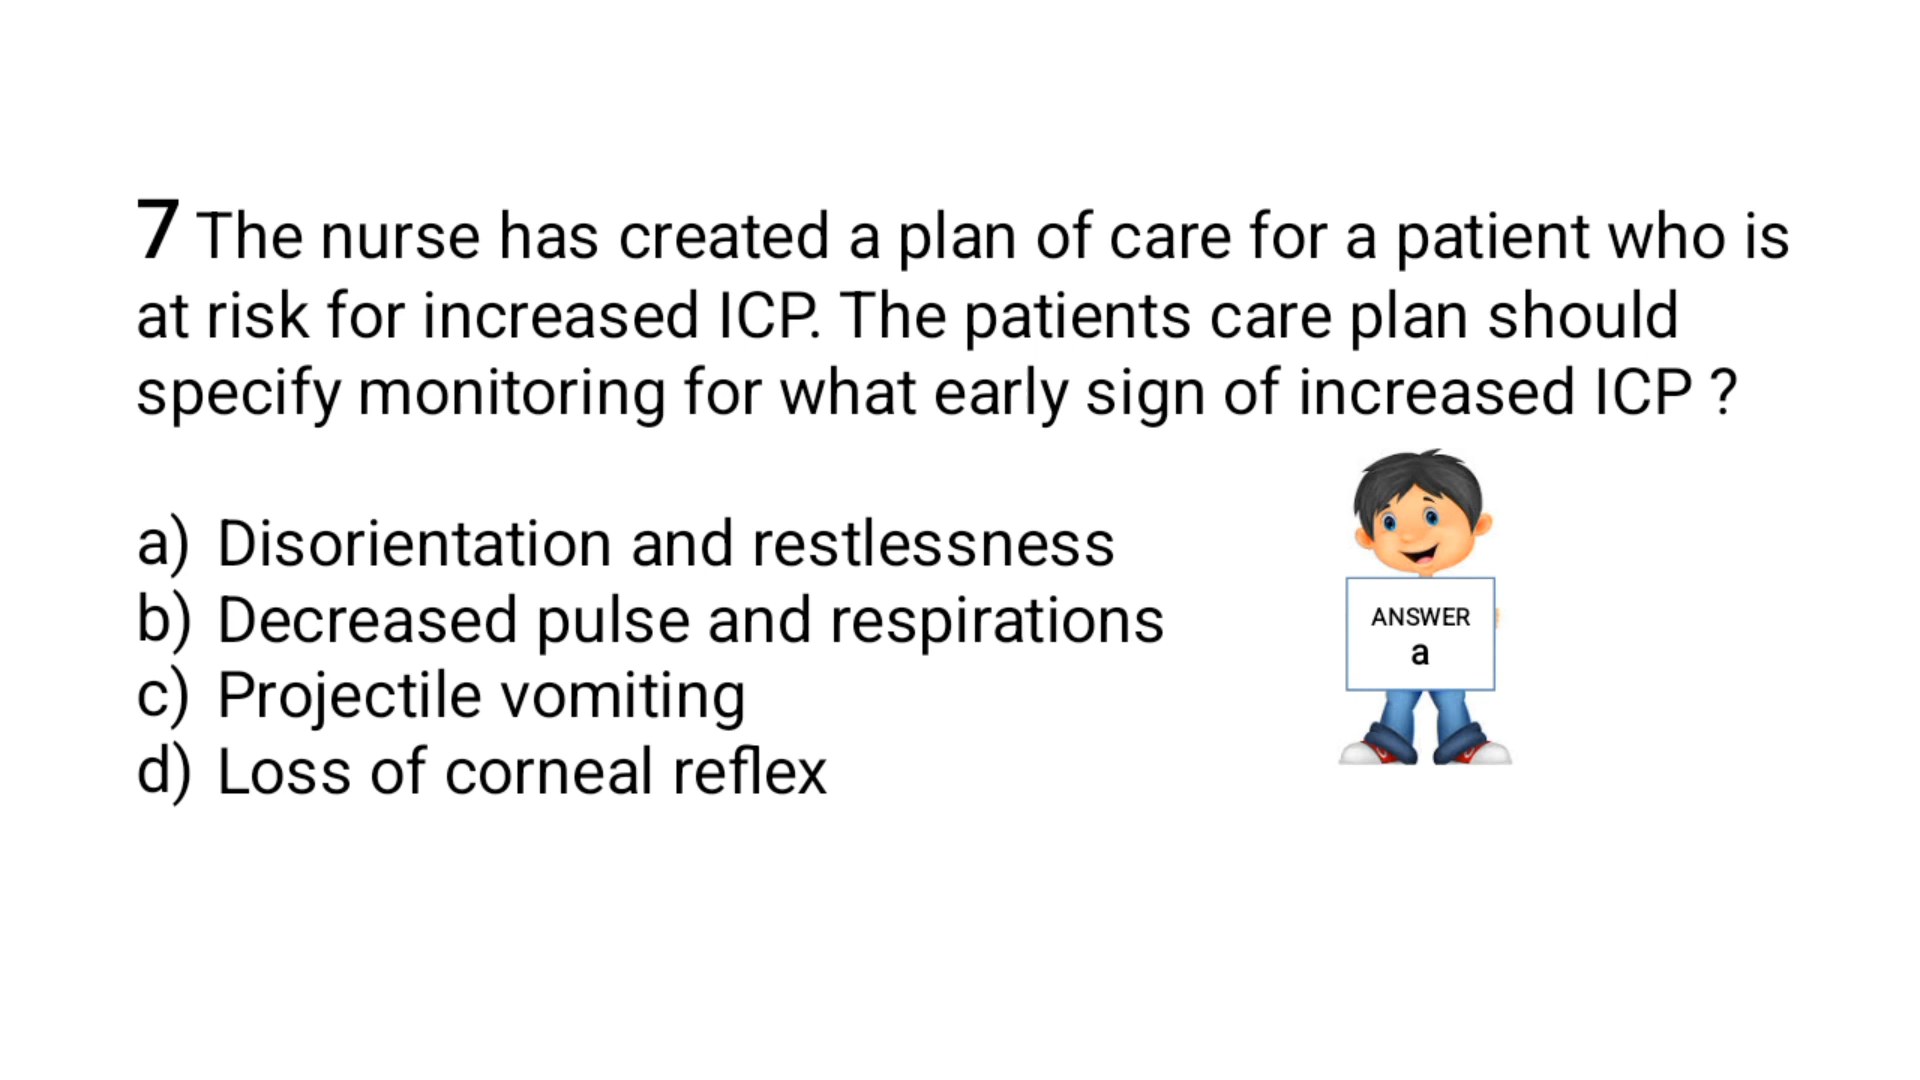 7 The nurse has created a plan of care for a patient who is
at risk for increased ICP. The patients care plan should
specify monitoring for what early sign of increased ICP ?
a) Disorientation and restlessness
b) Decreased pulse and respirations
c) Projectile vomiting
d) Loss of corneal reflex
ANSWER
a